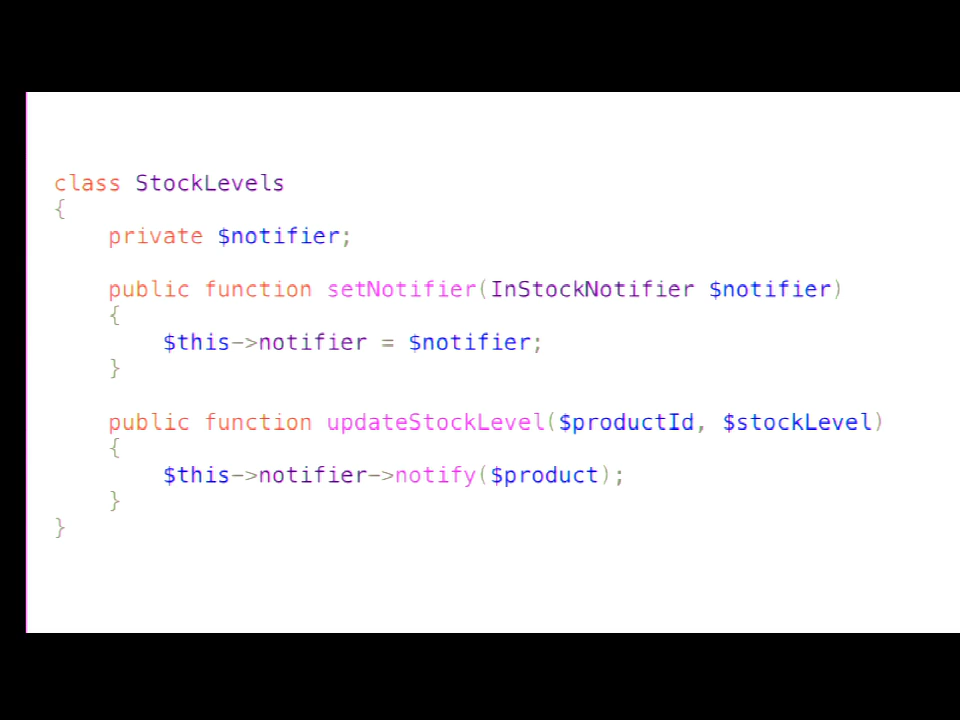 class StockLevels
{
    private $notifier;

    public function setNotifier(InStockNotifier $notifier)
    {
        $this->notifier = $notifier;
    }

    public function updateStockLevel($productId, $stockLevel)
    {
        $this->notifier->notify($product);
    }
}